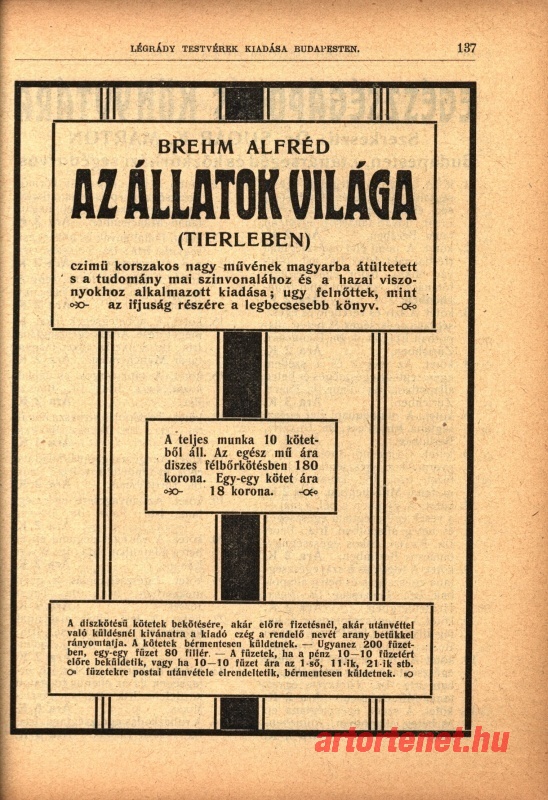 LÉGRÁDY TESTVÉREK KIADÁSA BUDAPESTEN. 137
BREHM ALFRÉD
AZ ÁLLATOK VILÁGA
(TIERLEBEN)
czimü korszakos nagy művének magyarba átültetett
s a tudomány mai szinvonalához és a hazai viszo-
nyokhoz alkalmazott kiadása; ugy felnőttek, mint
az ifjuság részére a legbecsesebb könyv.
A teljes munka 10 kötet-
ből áll. Az egész mű ára
diszes félbőrkötésben 180
korona. Egy-egy kötet ára
18 korona.
A diszkötésü kötetek bekötésére, akár előre fizetésnél, akár utánvéttel
való küldésnél kivánatra a kiadó czég a rendelő nevét arany betükkel
rányomtatja. A kötetek bérmentesen küldetnek. — Ugyanez 200 füzet-
ben, egy-egy füzet 80 fillér. — A füzetek, ha a pénz 10—10 füzetért
előre beküldetik, vagy ha 10—10 füzet ára az 1-ső, 11-ik, 21-ik stb.
füzetekre postai utánvétele elrendeltetik, bérmentesen küldetnek.
artortenet.hu